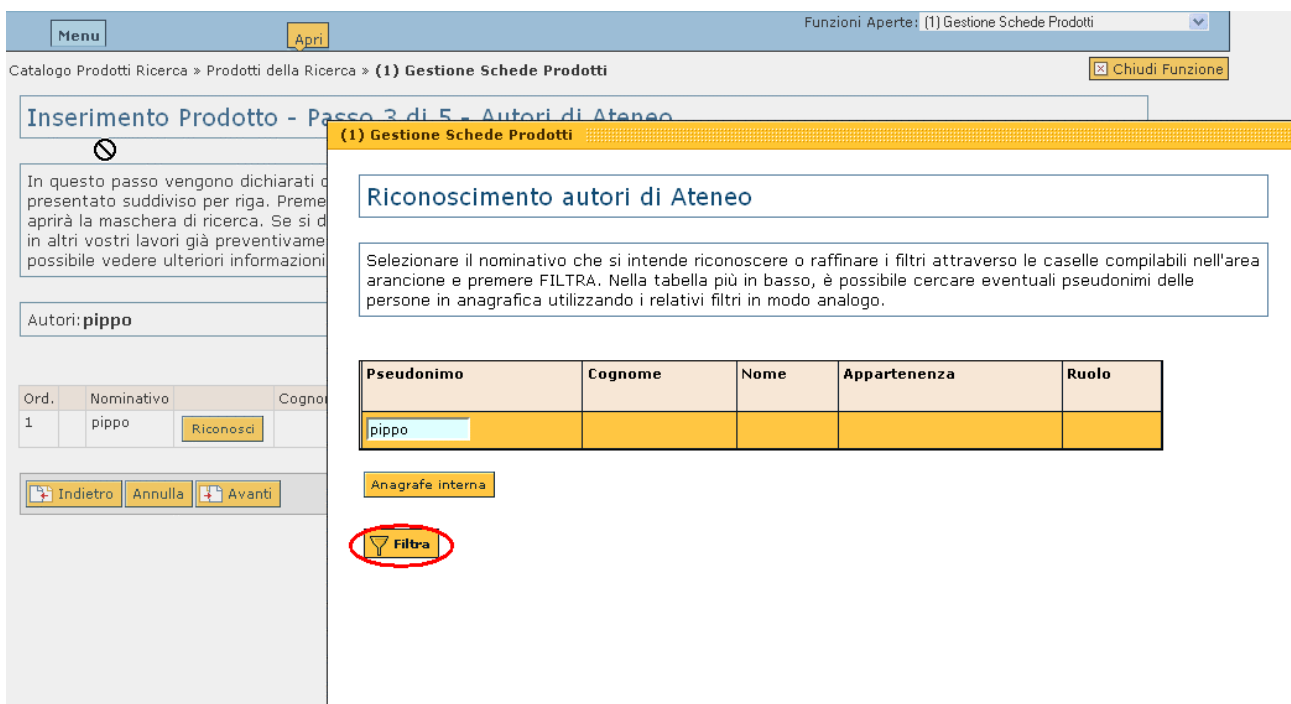 Menu
Apri
Funzioni Aperte: (1) Gestione Schede Prodotti
Catalogo Prodotti Ricerca » Prodotti della Ricerca » (1) Gestione Schede Prodotti
Chiudi Funzione
Inserimento Prodotto - Passo 3 di 5 - Autori di Ateneo
In questo passo vengono dichiarati
presentato suddiviso per riga. Preme
aprirà la maschera di ricerca. Se si d
in altri vostri lavori già preventivame
possibile vedere ulteriori informazioni
Autori: pippo
Ord. Nominativo Cogno
1 pippo Riconosci
Indietro Annulla Avanti
(1) Gestione Schede Prodotti
Riconoscimento autori di Ateneo
Selezionare il nominativo che si intende riconoscere o raffinare i filtri attraverso le caselle compilabili nell'area
arancione e premere FILTRA. Nella tabella più in basso, è possibile cercare eventuali pseudonimi delle
persone in anagrafica utilizzando i relativi filtri in modo analogo.
Pseudonimo Cognome Nome Appartenenza Ruolo
pippo
Anagrafe interna
Filtra